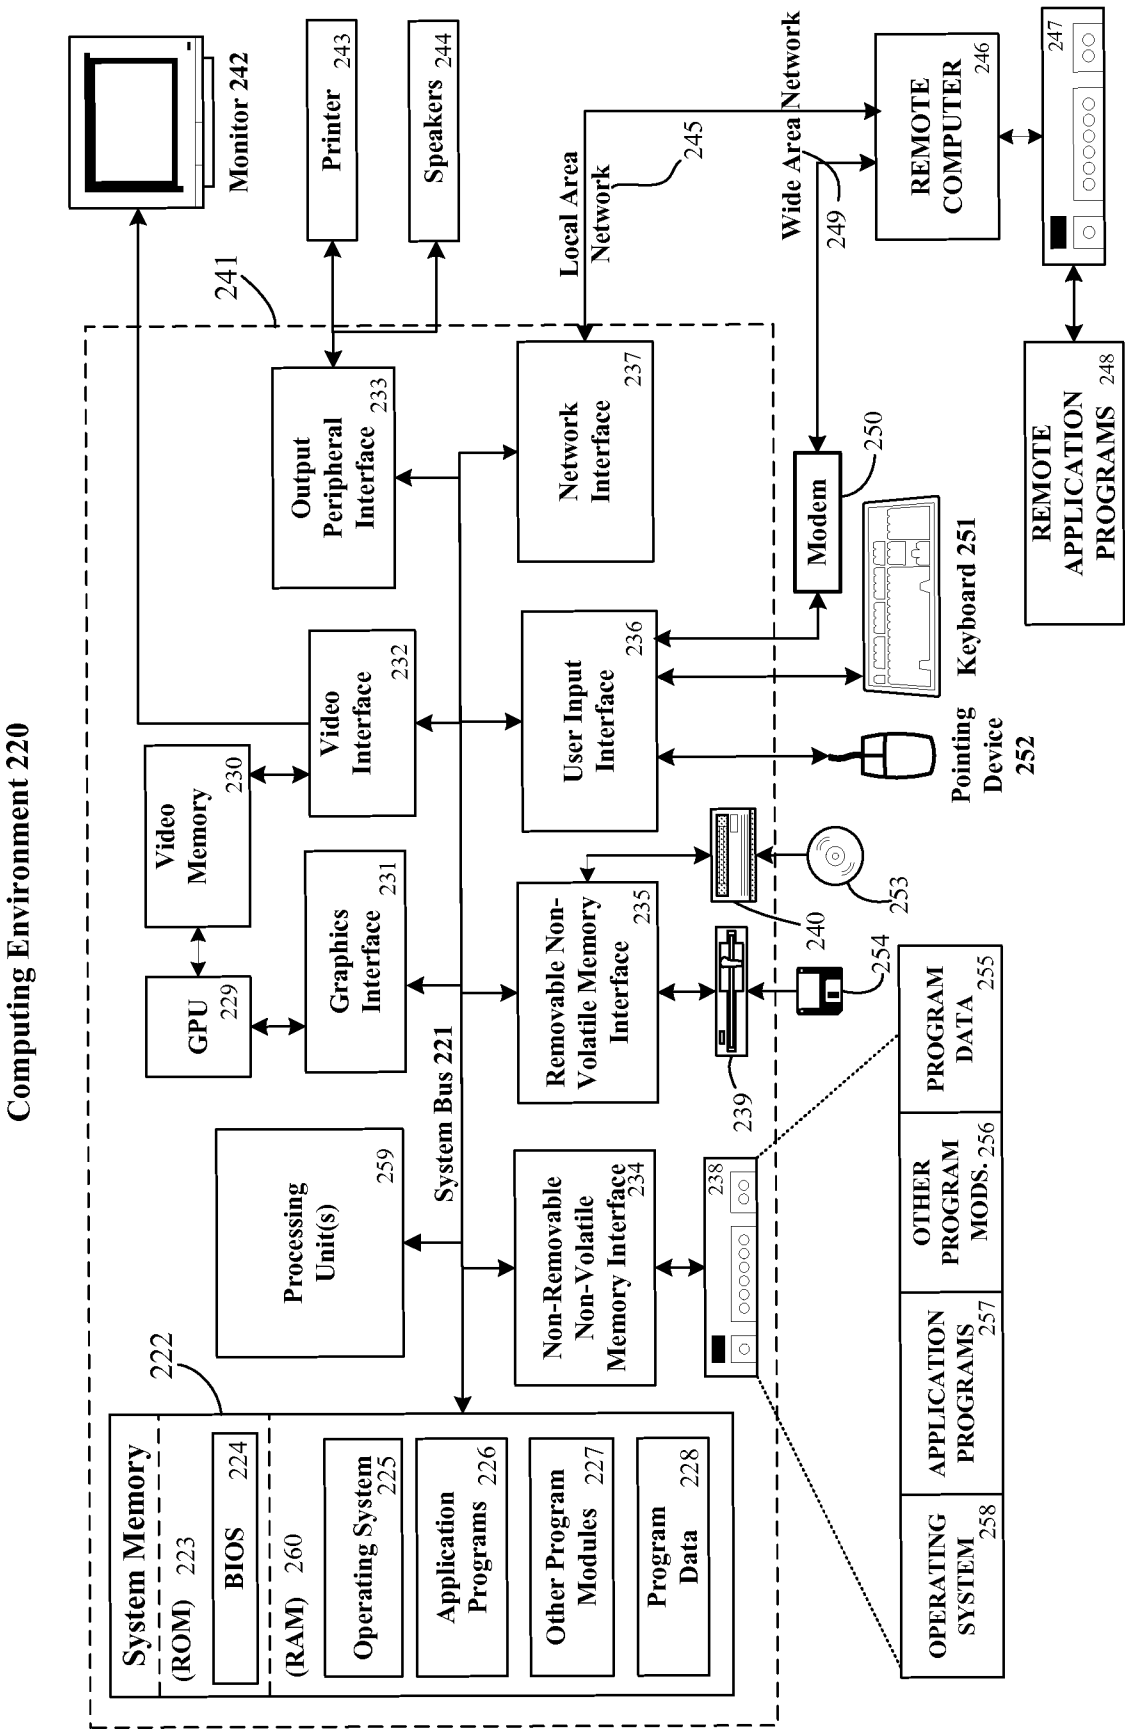 Computing Environment 220
System Memory
(ROM) 223
BIOS 224
(RAM) 260
Operating System
225
Application
Programs 226
Other Program
Modules 227
Program
Data 228
222
Processing
Unit(s)
259
System Bus 221
GPU
229
Video
Memory
230
Graphics
Interface
231
Video
Interface
232
Output
Peripheral
Interface
233
Non-Removable
Non-Volatile
Memory Interface
234
Removable Non-
Volatile Memory
Interface
235
User Input
Interface
236
Network
Interface
237
238
239
240
241
Monitor 242
Printer 243
Speakers 244
Local Area
Network
245
Wide Area Network
249
REMOTE
COMPUTER
246
247
REMOTE
APPLICATION
PROGRAMS 248
Modem
250
Keyboard 251
Pointing
Device
252
253
254
OPERATING
SYSTEM
258
APPLICATION
PROGRAMS
257
OTHER
PROGRAM
MODS. 256
PROGRAM
DATA
255